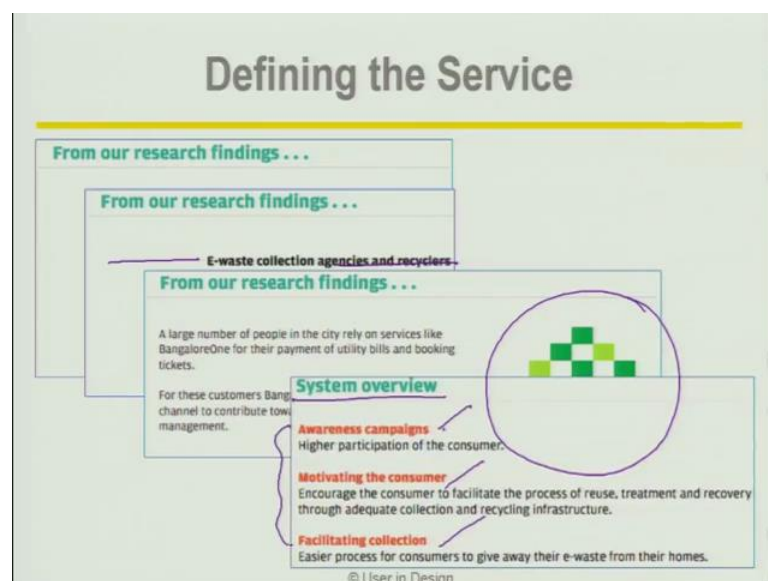 Defining the Service
From our research findings . . .
From our research findings . . .
E-waste collection agencies and recyclers
From our research findings . . .
A large number of people in the city rely on services like
BangaloreOne for their payment of utility bills and booking
tickets.
For these customers
channel to contribute
management.
System overview
Awareness campaigns
Higher participation of the consumer.
Motivating the consumer
Encourage the consumer to facilitate the process of reuse, treatment and recovery
through adequate collection and recycling infrastructure.
Facilitating collection
Easier process for consumers to give away their e-waste from their homes.
© User in Design